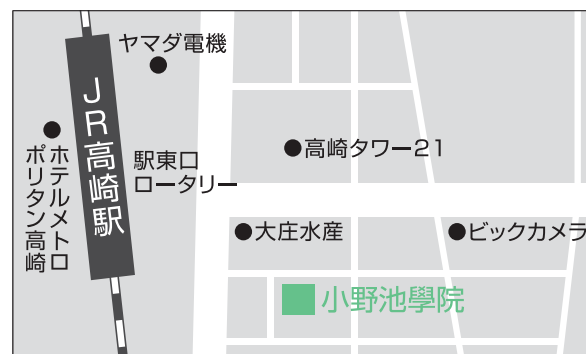 ヤマダ電機
JR高崎駅
ホテルメトロ
ポリタン高崎
駅東口
ロータリー
高崎タワー21
大庄水産
ビックカメラ
小野池學院